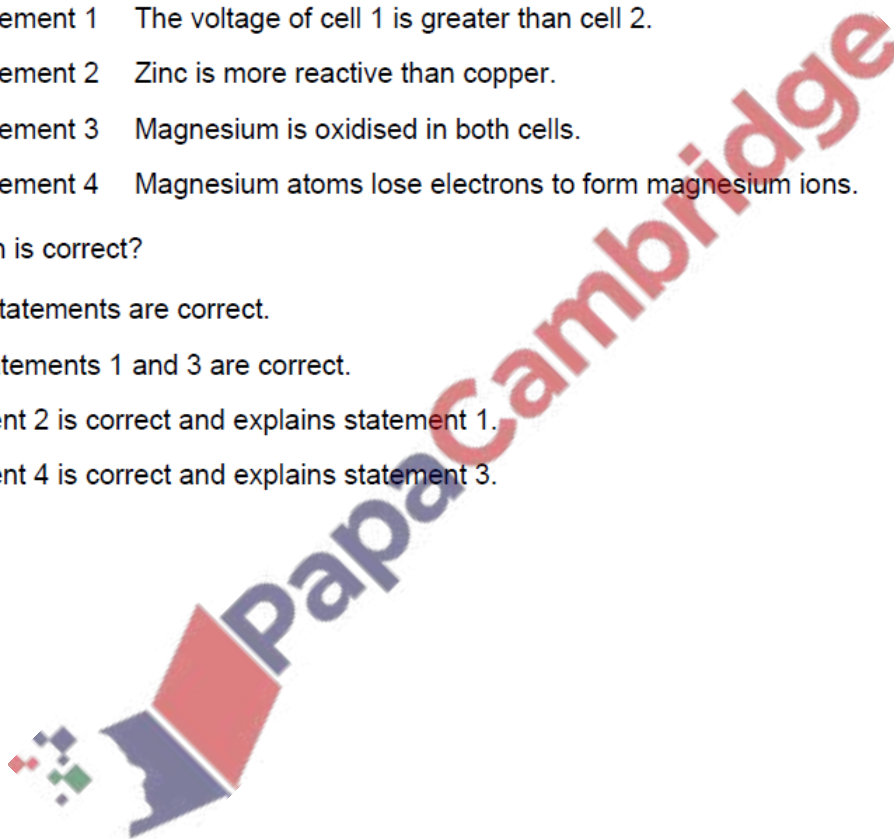 ement 1 The voltage of cell 1 is greater than cell 2.
ement 2 Zinc is more reactive than copper.
ement 3 Magnesium is oxidised in both cells.
ement 4 Magnesium atoms lose electrons to form magnesium ions.
n is correct?
tatements are correct.
tements 1 and 3 are correct.
ent 2 is correct and explains statement 1.
ent 4 is correct and explains statement 3.
PapaCambridge